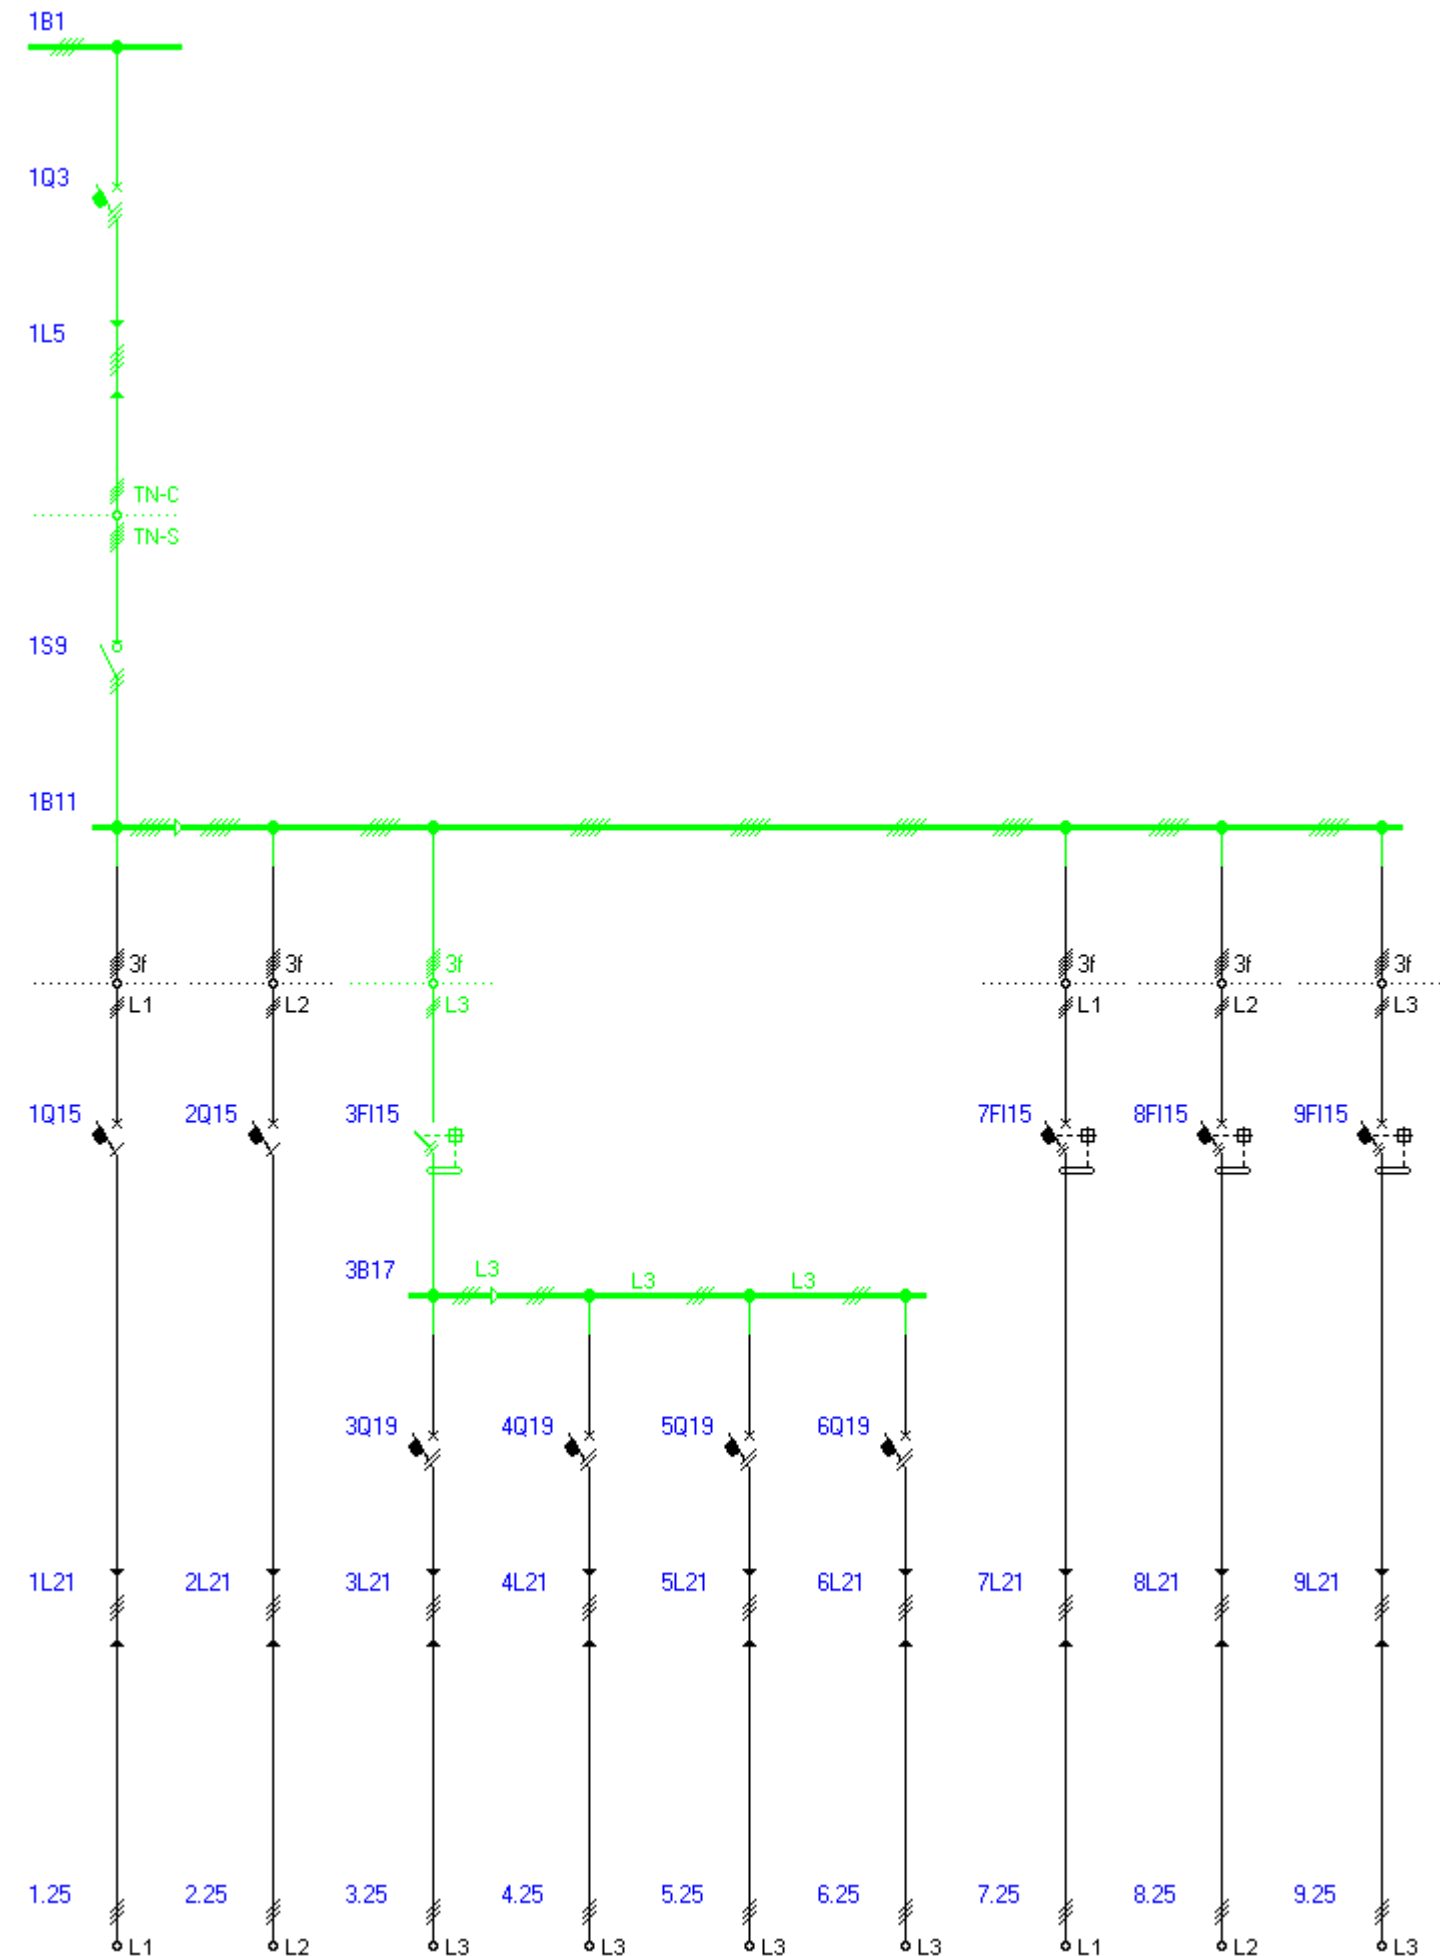 1B1
1Q3
1L5
TN-C
TN-S
1S9
1B11
3f 3f 3f 3f 3f 3f
L1 L2 L3 L1 L2 L3
1Q15 2Q15 3FI15 7FI15 8FI15 9FI15
3B17 L3 L3 L3
3Q19 4Q19 5Q19 6Q19
1L21 2L21 3L21 4L21 5L21 6L21 7L21 8L21 9L21
1.25 2.25 3.25 4.25 5.25 6.25 7.25 8.25 9.25
L1 L2 L3 L3 L3 L3 L1 L2 L3